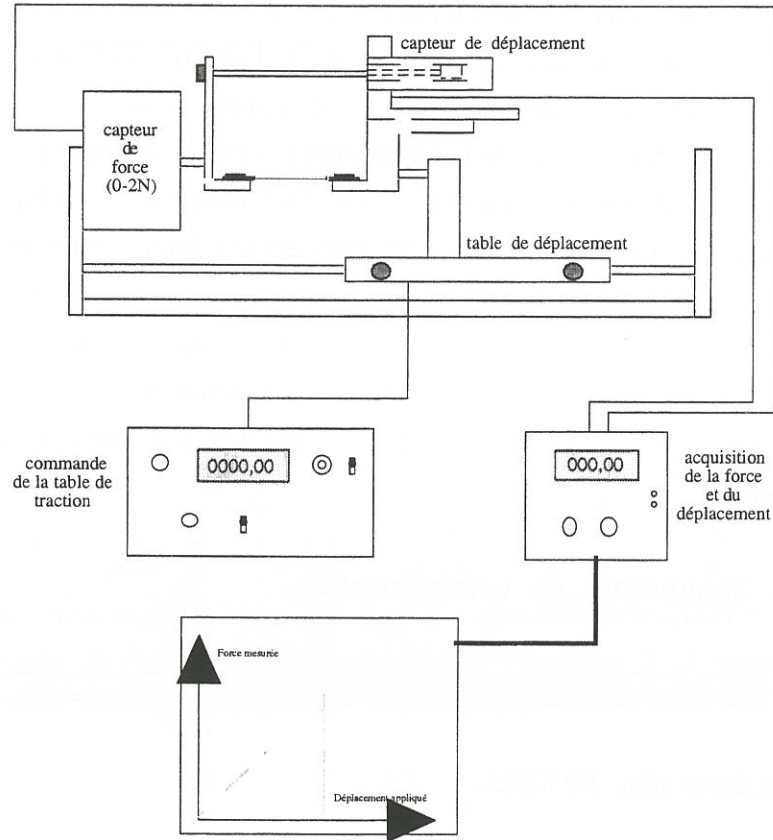 capteur de déplacement
capteur
de
force
(0-2N)
table de déplacement
commande
de la table de
traction
0000,00
000,00
acquisition
de la force
et du
déplacement
Force mesurée
Déplacement appliqué